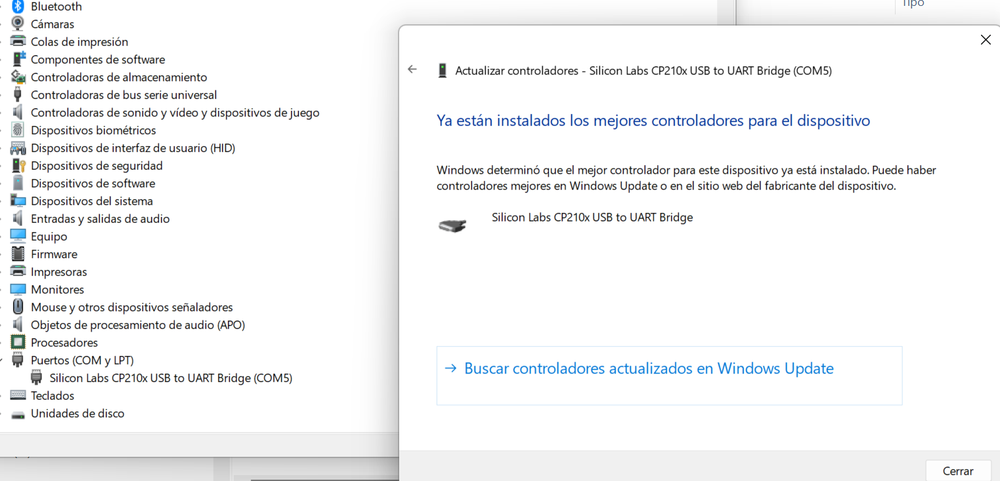 Bluetooth
Cámaras
Colas de impresión
Componentes de software
Controladoras de almacenamiento
Controladoras de bus serie universal
Controladoras de sonido y vídeo y dispositivos de juego
Dispositivos biométricos
Dispositivos de interfaz de usuario (HID)
Dispositivos de seguridad
Dispositivos de software
Dispositivos del sistema
Entradas y salidas de audio
Equipo
Firmware
Impresoras
Monitores
Mouse y otros dispositivos señaladores
Objetos de procesamiento de audio (APO)
Procesadores
Puertos (COM y LPT)
Silicon Labs CP210x USB to UART Bridge (COM5)
Teclados
Unidades de disco
Tipo
Actualizar controladores - Silicon Labs CP210x USB to UART Bridge (COM5)
Ya están instalados los mejores controladores para el dispositivo
Windows determinó que el mejor controlador para este dispositivo ya está instalado. Puede haber
controladores mejores en Windows Update o en el sitio web del fabricante del dispositivo.
Silicon Labs CP210x USB to UART Bridge
Buscar controladores actualizados en Windows Update
Cerrar